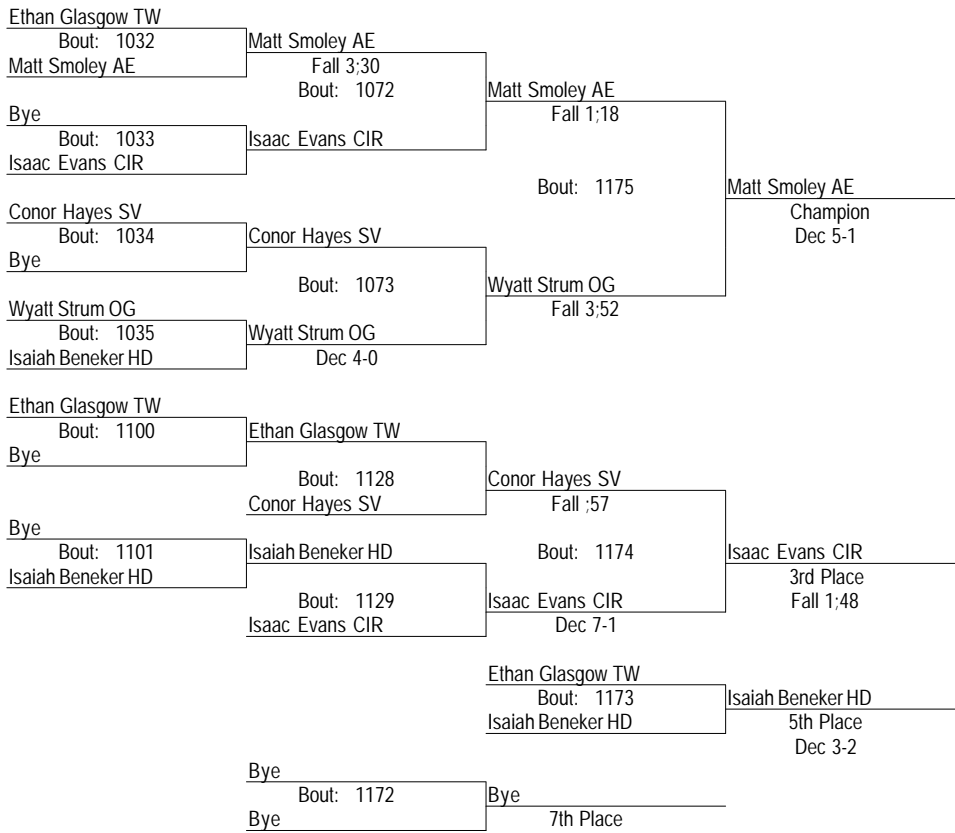 Ethan Glasgow TW
Bout: 1032
Matt Smoley AE
Matt Smoley AE
Fall 3;30
Bout: 1072
Matt Smoley AE
Fall 1;18
Bye
Bout: 1033
Isaac Evans CIR
Isaac Evans CIR
Bout: 1175
Matt Smoley AE
Champion
Dec 5-1
Conor Hayes SV
Bout: 1034
Bye
Conor Hayes SV
Bout: 1073
Wyatt Strum OG
Fall 3;52
Wyatt Strum OG
Bout: 1035
Isaiah Beneker HD
Wyatt Strum OG
Dec 4-0
Ethan Glasgow TW
Bout: 1100
Bye
Ethan Glasgow TW
Bout: 1128
Conor Hayes SV
Conor Hayes SV
Fall ;57
Bye
Bout: 1101
Isaiah Beneker HD
Isaiah Beneker HD
Bout: 1129
Isaac Evans CIR
Bout: 1174
Isaac Evans CIR
Dec 7-1
Isaac Evans CIR
3rd Place
Fall 1;48
Ethan Glasgow TW
Bout: 1173
Isaiah Beneker HD
Isaiah Beneker HD
5th Place
Dec 3-2
Bye
Bout: 1172
Bye
Bye
7th Place